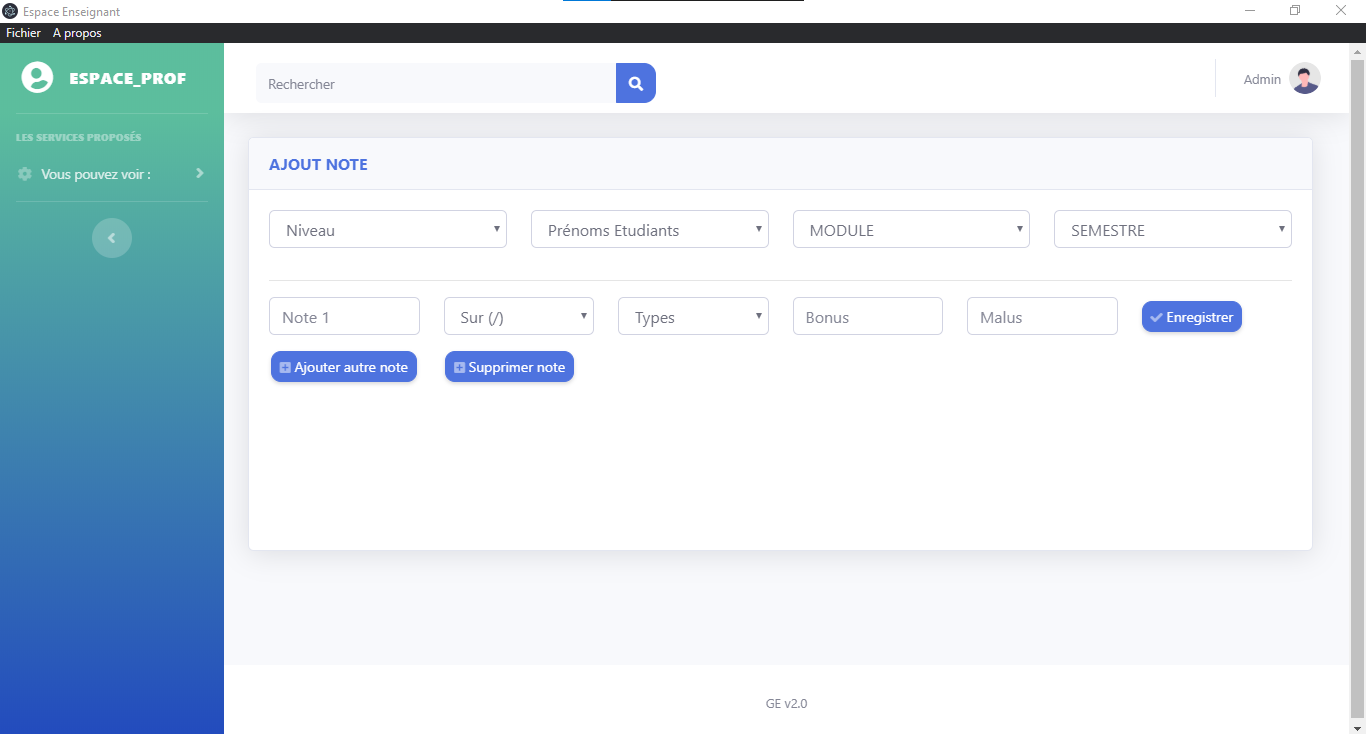 Espace Enseignant
Fichier A propos
ESPACE_PROF
LES SERVICES PROPOSÉS
Vous pouvez voir :
Rechercher
Admin
AJOUT NOTE
Niveau Prénoms Etudiants MODULE SEMESTRE
Note 1 Sur (/) Types Bonus Malus Enregistrer
Ajouter autre note Supprimer note
GE v2.0